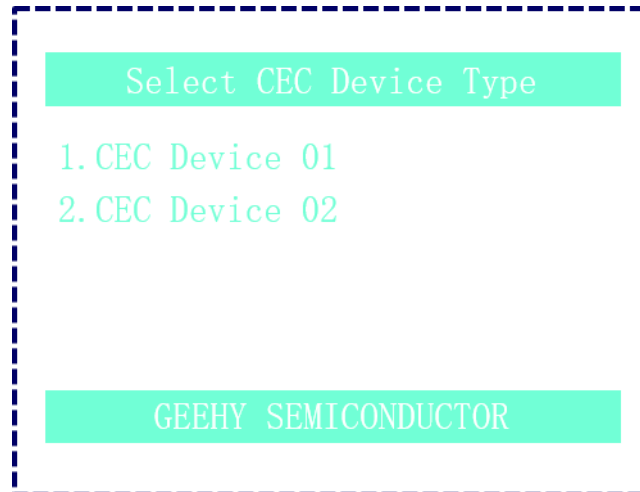 Select CEC Device Type
1.CEC Device 01
2.CEC Device 02
GEEHY SEMICONDUCTOR